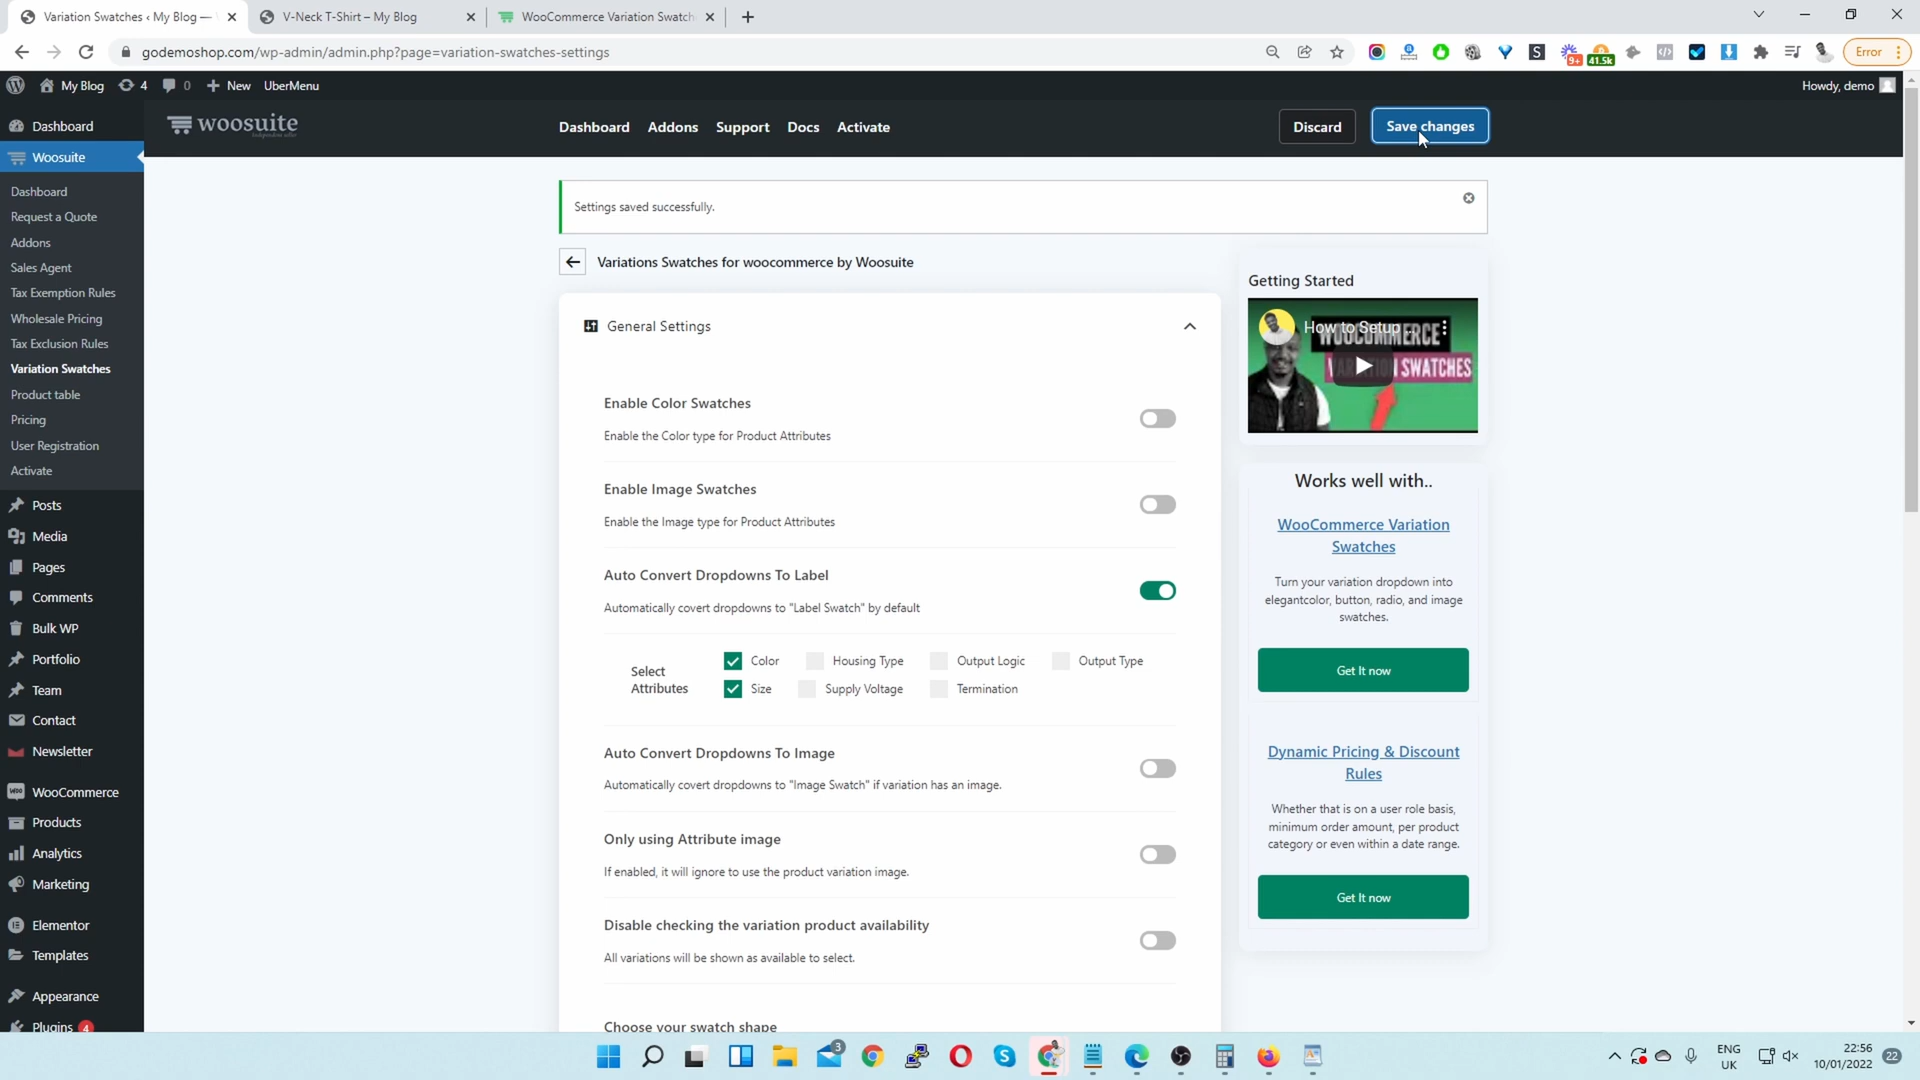 Variation Swatches ‹ My Blog —
V-Neck T-Shirt – My Blog
WooCommerce Variation Swatch
godemoshop.com/wp-admin/admin.php?page=variation-swatches-settings
9+
41.5k
Error
My Blog
4
0
New
UberMenu
Howdy, demo
woosuite
Dashboard
Addons
Support
Docs
Activate
Discard
Save changes
Dashboard
Woosuite
Dashboard
Request a Quote
Addons
Sales Agent
Tax Exemption Rules
Wholesale Pricing
Tax Exclusion Rules
Variation Swatches
Product table
Pricing
User Registration
Activate
Posts
Media
Pages
Comments
Bulk WP
Portfolio
Team
Contact
Newsletter
WooCommerce
Products
Analytics
Marketing
Elementor
Templates
Appearance
Plugins 4
Settings saved successfully.
Variations Swatches for woocommerce by Woosuite
General Settings
Enable Color Swatches
Enable the Color type for Product Attributes
Enable Image Swatches
Enable the Image type for Product Attributes
Auto Convert Dropdowns To Label
Automatically covert dropdowns to "Label Swatch" by default
Select
Attributes
Color
Housing Type
Output Logic
Output Type
Size
Supply Voltage
Termination
Auto Convert Dropdowns To Image
Automatically covert dropdowns to "Image Swatch" if variation has an image.
Only using Attribute image
If enabled, it will ignore to use the product variation image.
Disable checking the variation product availability
All variations will be shown as available to select.
Choose your swatch shape
Getting Started
How to Setup ...
WOOCOMMERCE
SWATCHES
Works well with..
WooCommerce Variation
Swatches
Turn your variation dropdown into
elegantcolor, button, radio, and image
swatches.
Get It now
Dynamic Pricing & Discount
Rules
Whether that is on a user role basis,
minimum order amount, per product
category or even within a date range.
Get It now
3
ENG
UK
22:56
10/01/2022
22